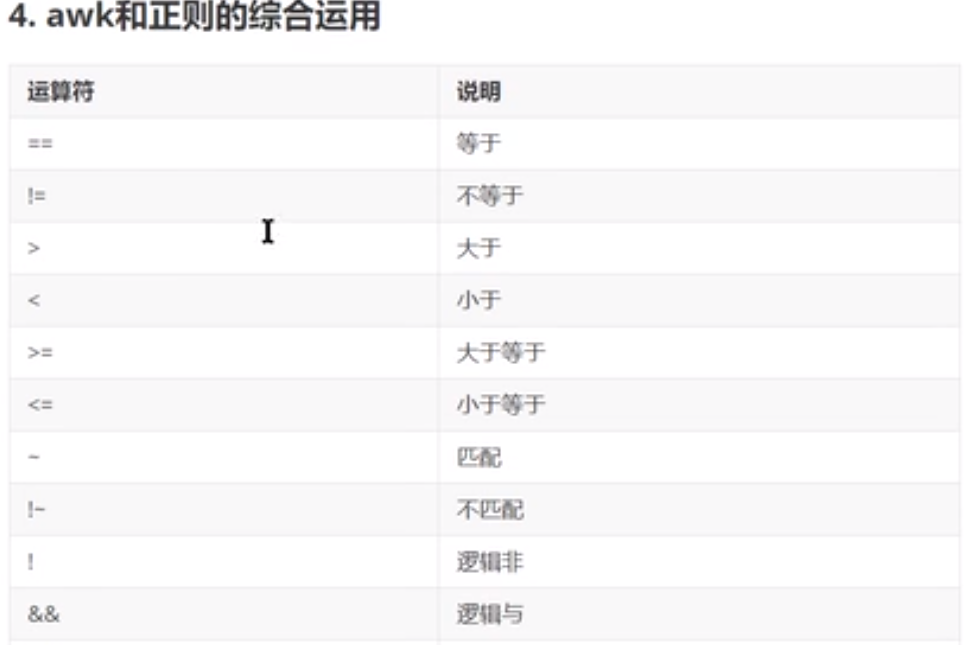 4. awk和正则的综合运用
运算符 说明
== 等于
!= 不等于
> 大于
< 小于
>= 大于等于
<= 小于等于
~ 匹配
!~ 不匹配
! 逻辑非
&& 逻辑与